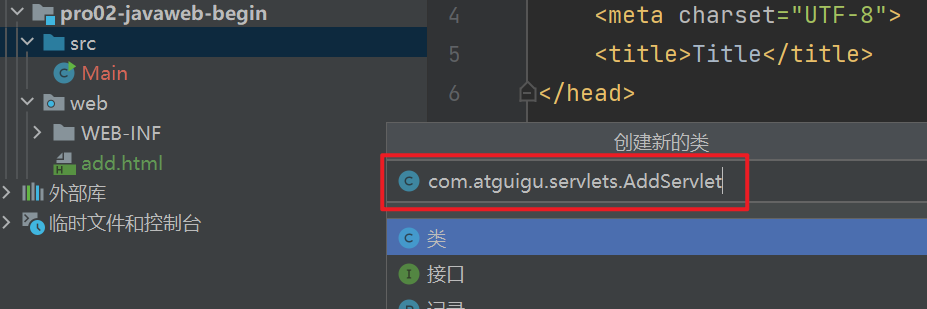 pro02-javaweb-begin
src
Main
web
WEB-INF
add.html
外部库
临时文件和控制台
4 <meta charset="UTF-8">
5 <title>Title</title>
6 </head>
创建新的类
com.atguigu.servlets.AddServlet
类
接口
记录